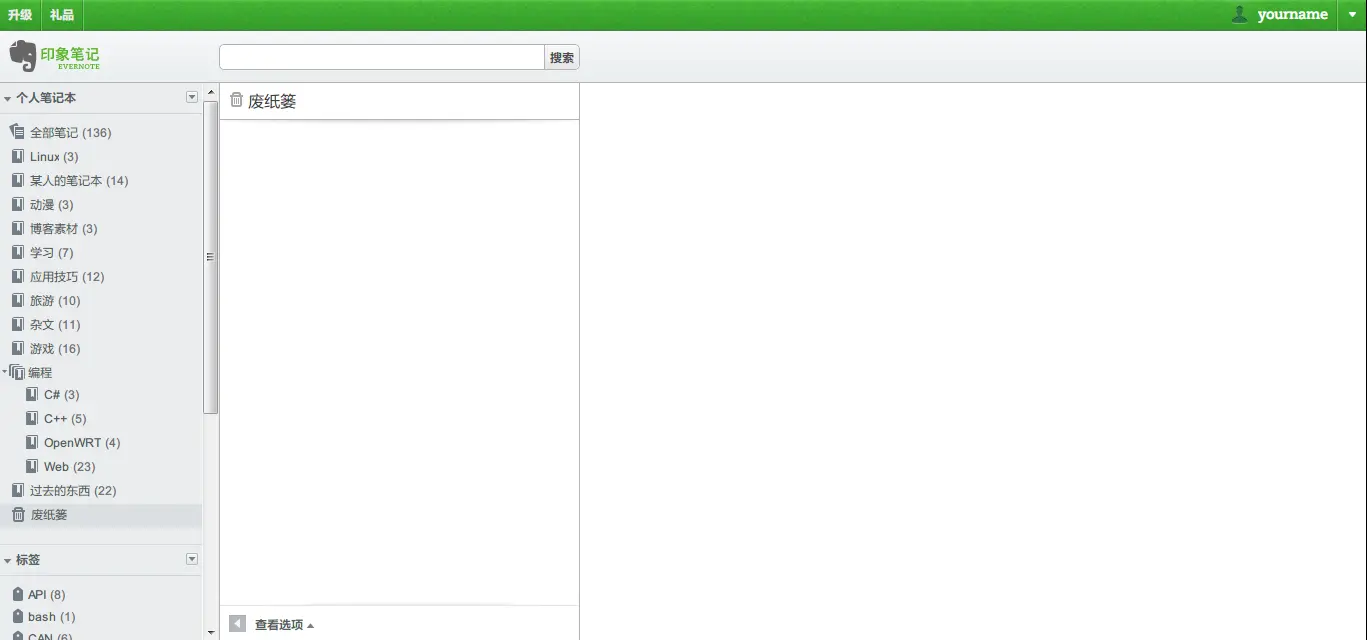 升级 礼品 yourname
印象笔记
EVERNOTE
搜索
个人笔记本
全部笔记 (136)
Linux (3)
某人的笔记本 (14)
动漫 (3)
博客素材 (3)
学习 (7)
应用技巧 (12)
旅游 (10)
杂文 (11)
游戏 (16)
编程
C# (3)
C++ (5)
OpenWRT (4)
Web (23)
过去的东西 (22)
废纸篓
标签
API (8)
bash (1)
CAN (6)
废纸篓
查看选项